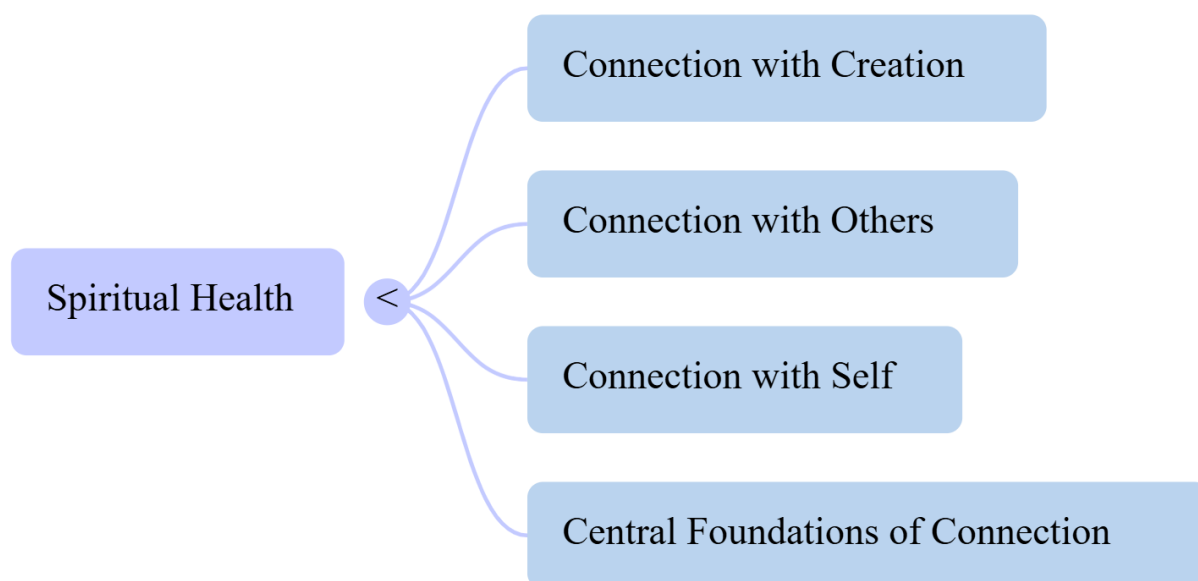 Connection with Creation
Connection with Others
Spiritual Health
<
Connection with Self
Central Foundations of Connection